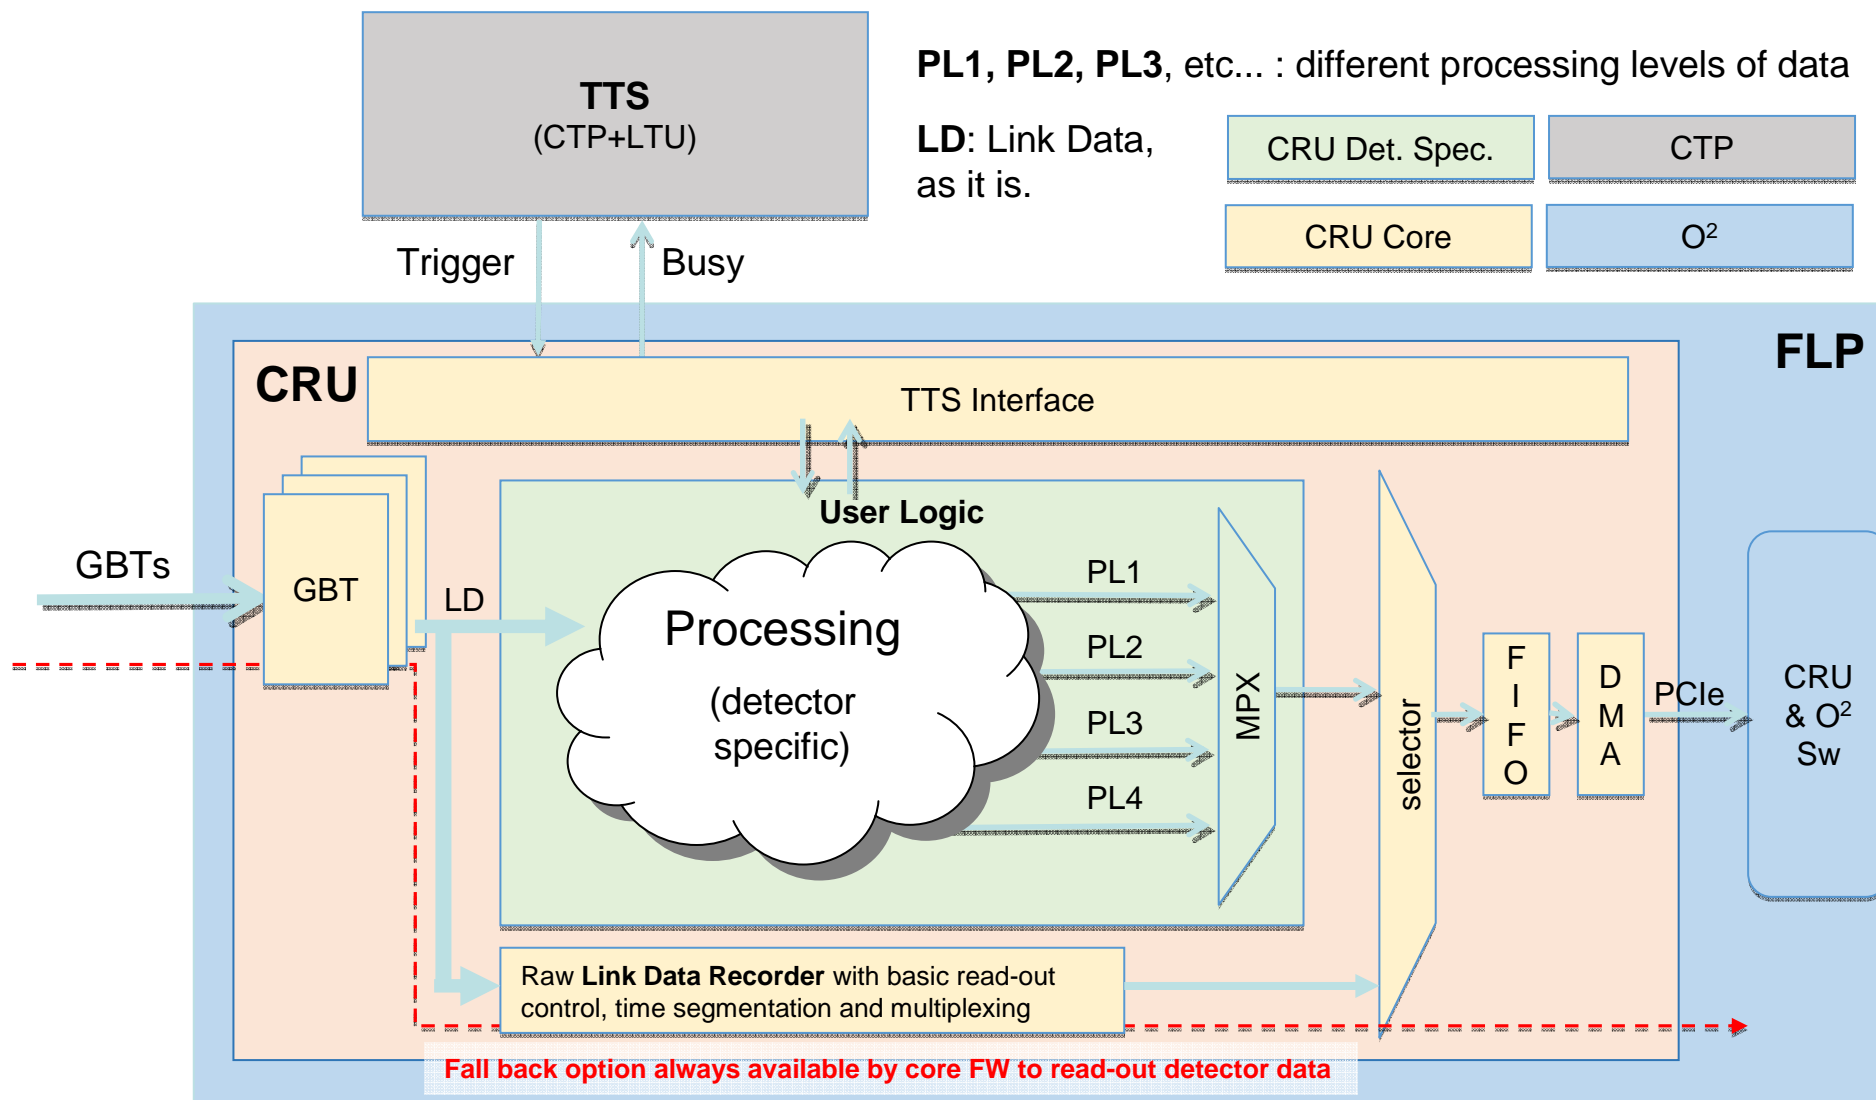 TTS
(CTP+LTU)
PL1, PL2, PL3, etc... : different processing levels of data
LD: Link Data,
as it is.
CRU Det. Spec.
CTP
CRU Core
O²
Trigger
Busy
FLP
CRU
TTS Interface
User Logic
GBTs
GBT
LD
Processing
(detector
specific)
PL1
PL2
PL3
PL4
MPX
selector
F
I
F
O
D
M
A
PCIe
CRU
& O²
Sw
Raw Link Data Recorder with basic read-out
control, time segmentation and multiplexing
Fall back option always available by core FW to read-out detector data